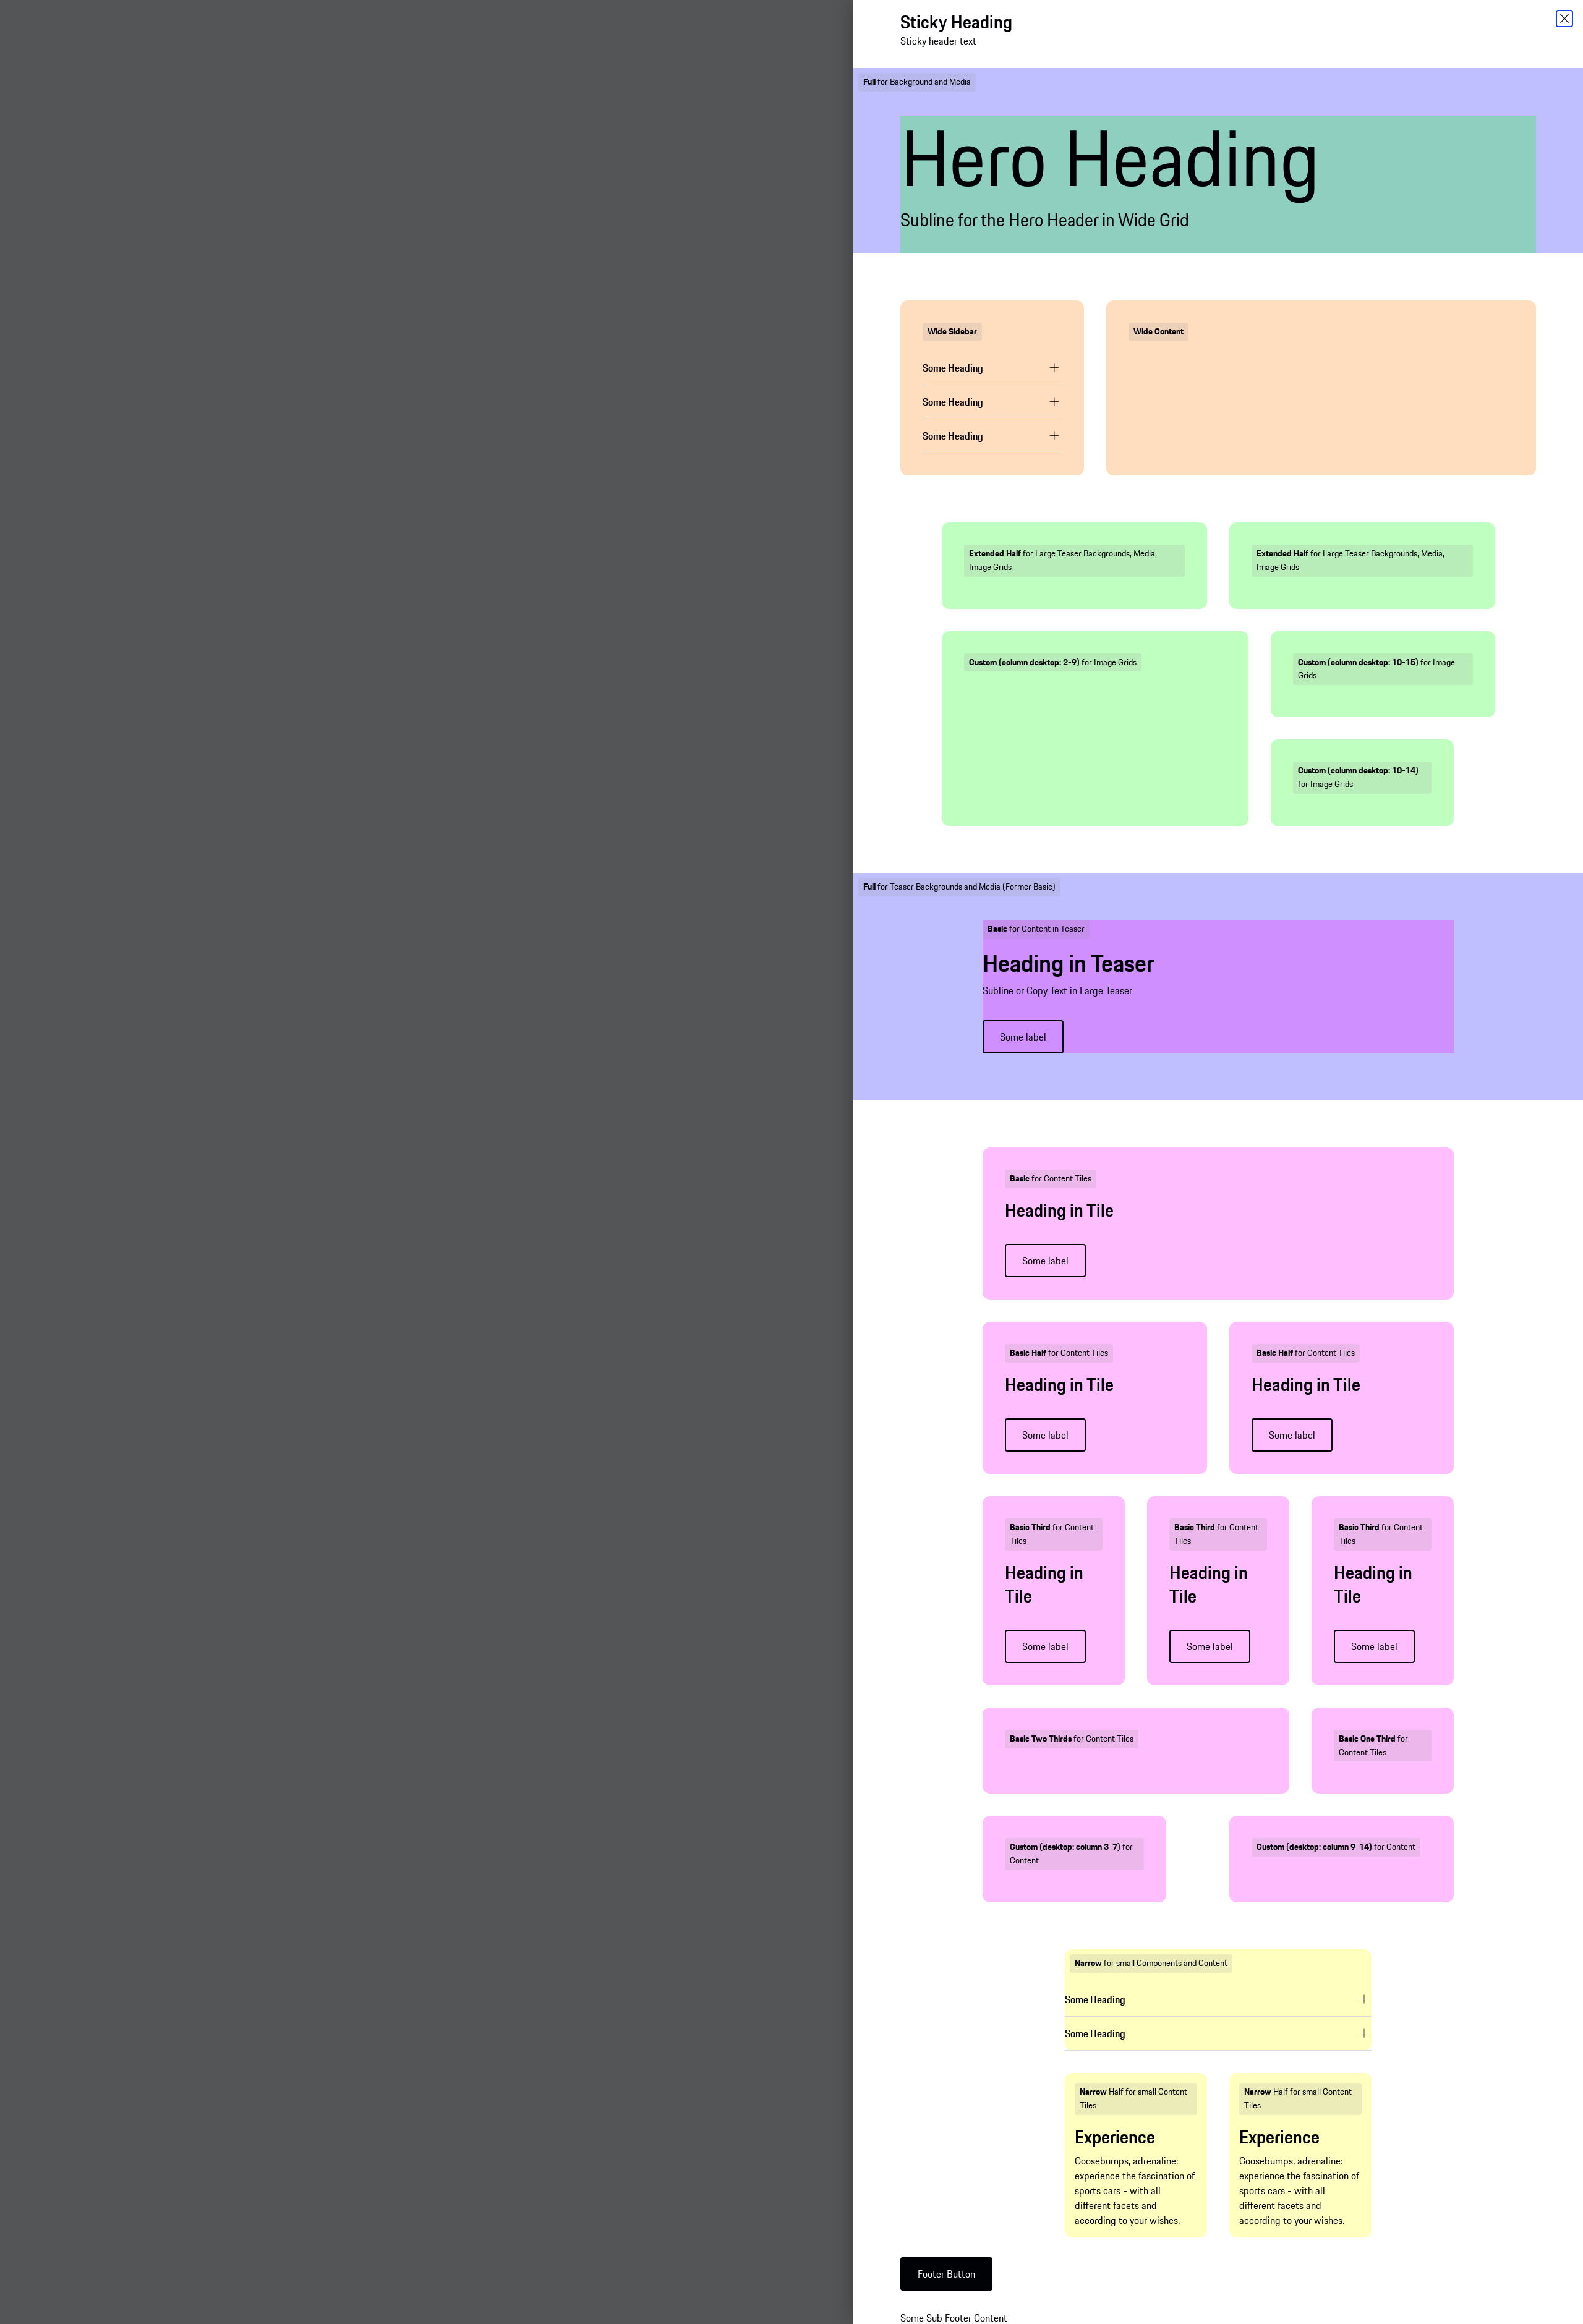 Sticky Heading
Sticky header text
Full for Background and Media
Hero Heading
Subline for the Hero Header in Wide Grid
Wide Sidebar
Some Heading
Some Heading
Some Heading
Wide Content
Extended Half for Large Teaser Backgrounds, Media,
Image Grids
Extended Half for Large Teaser Backgrounds, Media,
Image Grids
Custom (column desktop: 2-9) for Image Grids
Custom (column desktop: 10-15) for Image
Grids
Custom (column desktop: 10-14)
for Image Grids
Full for Teaser Backgrounds and Media (Former Basic)
Basic for Content in Teaser
Heading in Teaser
Subline or Copy Text in Large Teaser
Some label
Basic for Content Tiles
Heading in Tile
Some label
Basic Half for Content Tiles
Heading in Tile
Some label
Basic Half for Content Tiles
Heading in Tile
Some label
Basic Third for Content
Tiles
Heading in
Tile
Some label
Basic Third for Content
Tiles
Heading in
Tile
Some label
Basic Third for Content
Tiles
Heading in
Tile
Some label
Basic Two Thirds for Content Tiles
Basic One Third for
Content Tiles
Custom (desktop: column 3-7) for
Content
Custom (desktop: column 9-14) for Content
Narrow for small Components and Content
Some Heading
Some Heading
Narrow Half for small Content
Tiles
Experience
Goosebumps, adrenaline:
experience the fascination of
sports cars - with all
different facets and
according to your wishes.
Narrow Half for small Content
Tiles
Experience
Goosebumps, adrenaline:
experience the fascination of
sports cars - with all
different facets and
according to your wishes.
Footer Button
Some Sub Footer Content